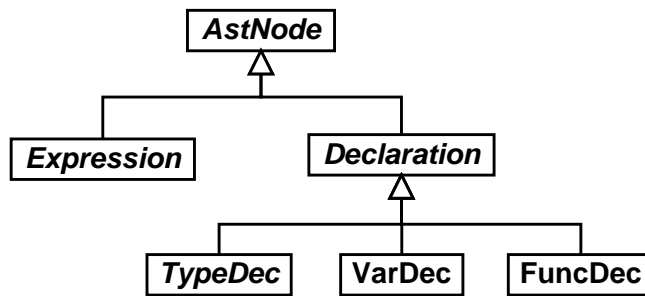 AstNode
Expression
Declaration
TypeDec
VarDec
FuncDec